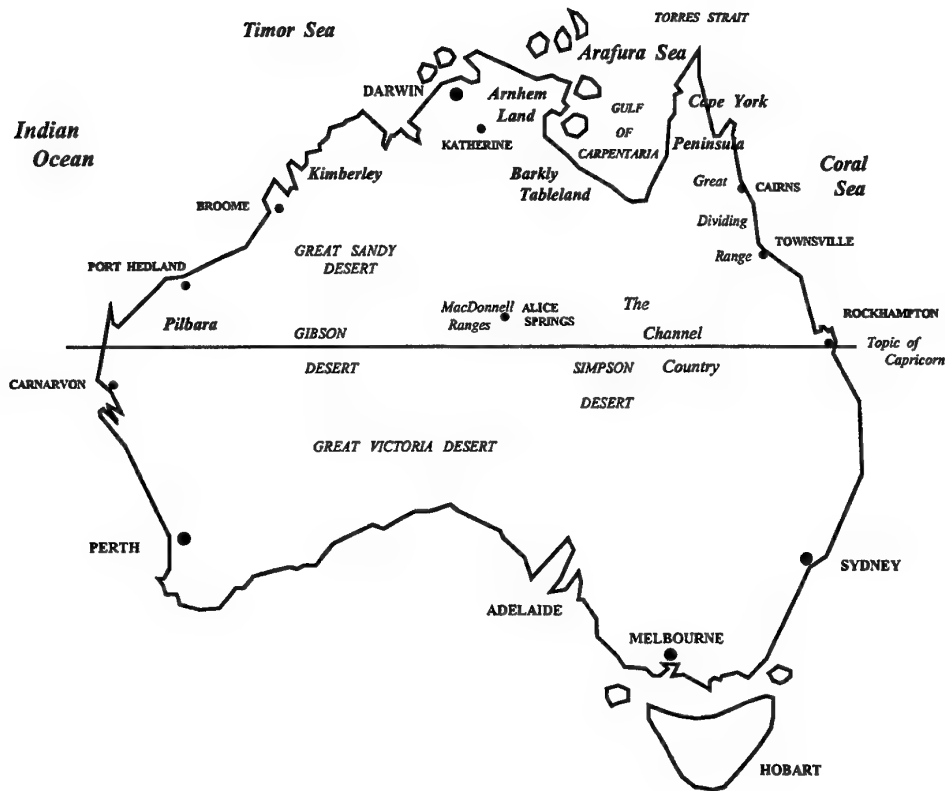 TORRES STRAIT
Timor Sea
Arafura Sea
DARWIN
Arnhem
Land
GULF
OF
CARPENTARIA
Cape York
Peninsula
Indian
Ocean
KATHERINE
Kimberley
Barkly
Tableland
Coral
Sea
Great
CAIRNS
BROOME
Dividing
TOWNSVILLE
Range
GREAT SANDY
DESERT
PORT HEDLAND
MacDonnell
Ranges
ALICE
SPRINGS
The
ROCKHAMPTON
Pilbara
GIBSON
Channel
Topic of
Capricorn
DESERT
SIMPSON
Country
CARNARVON
DESERT
GREAT VICTORIA DESERT
PERTH
SYDNEY
ADELAIDE
MELBOURNE
HOBART